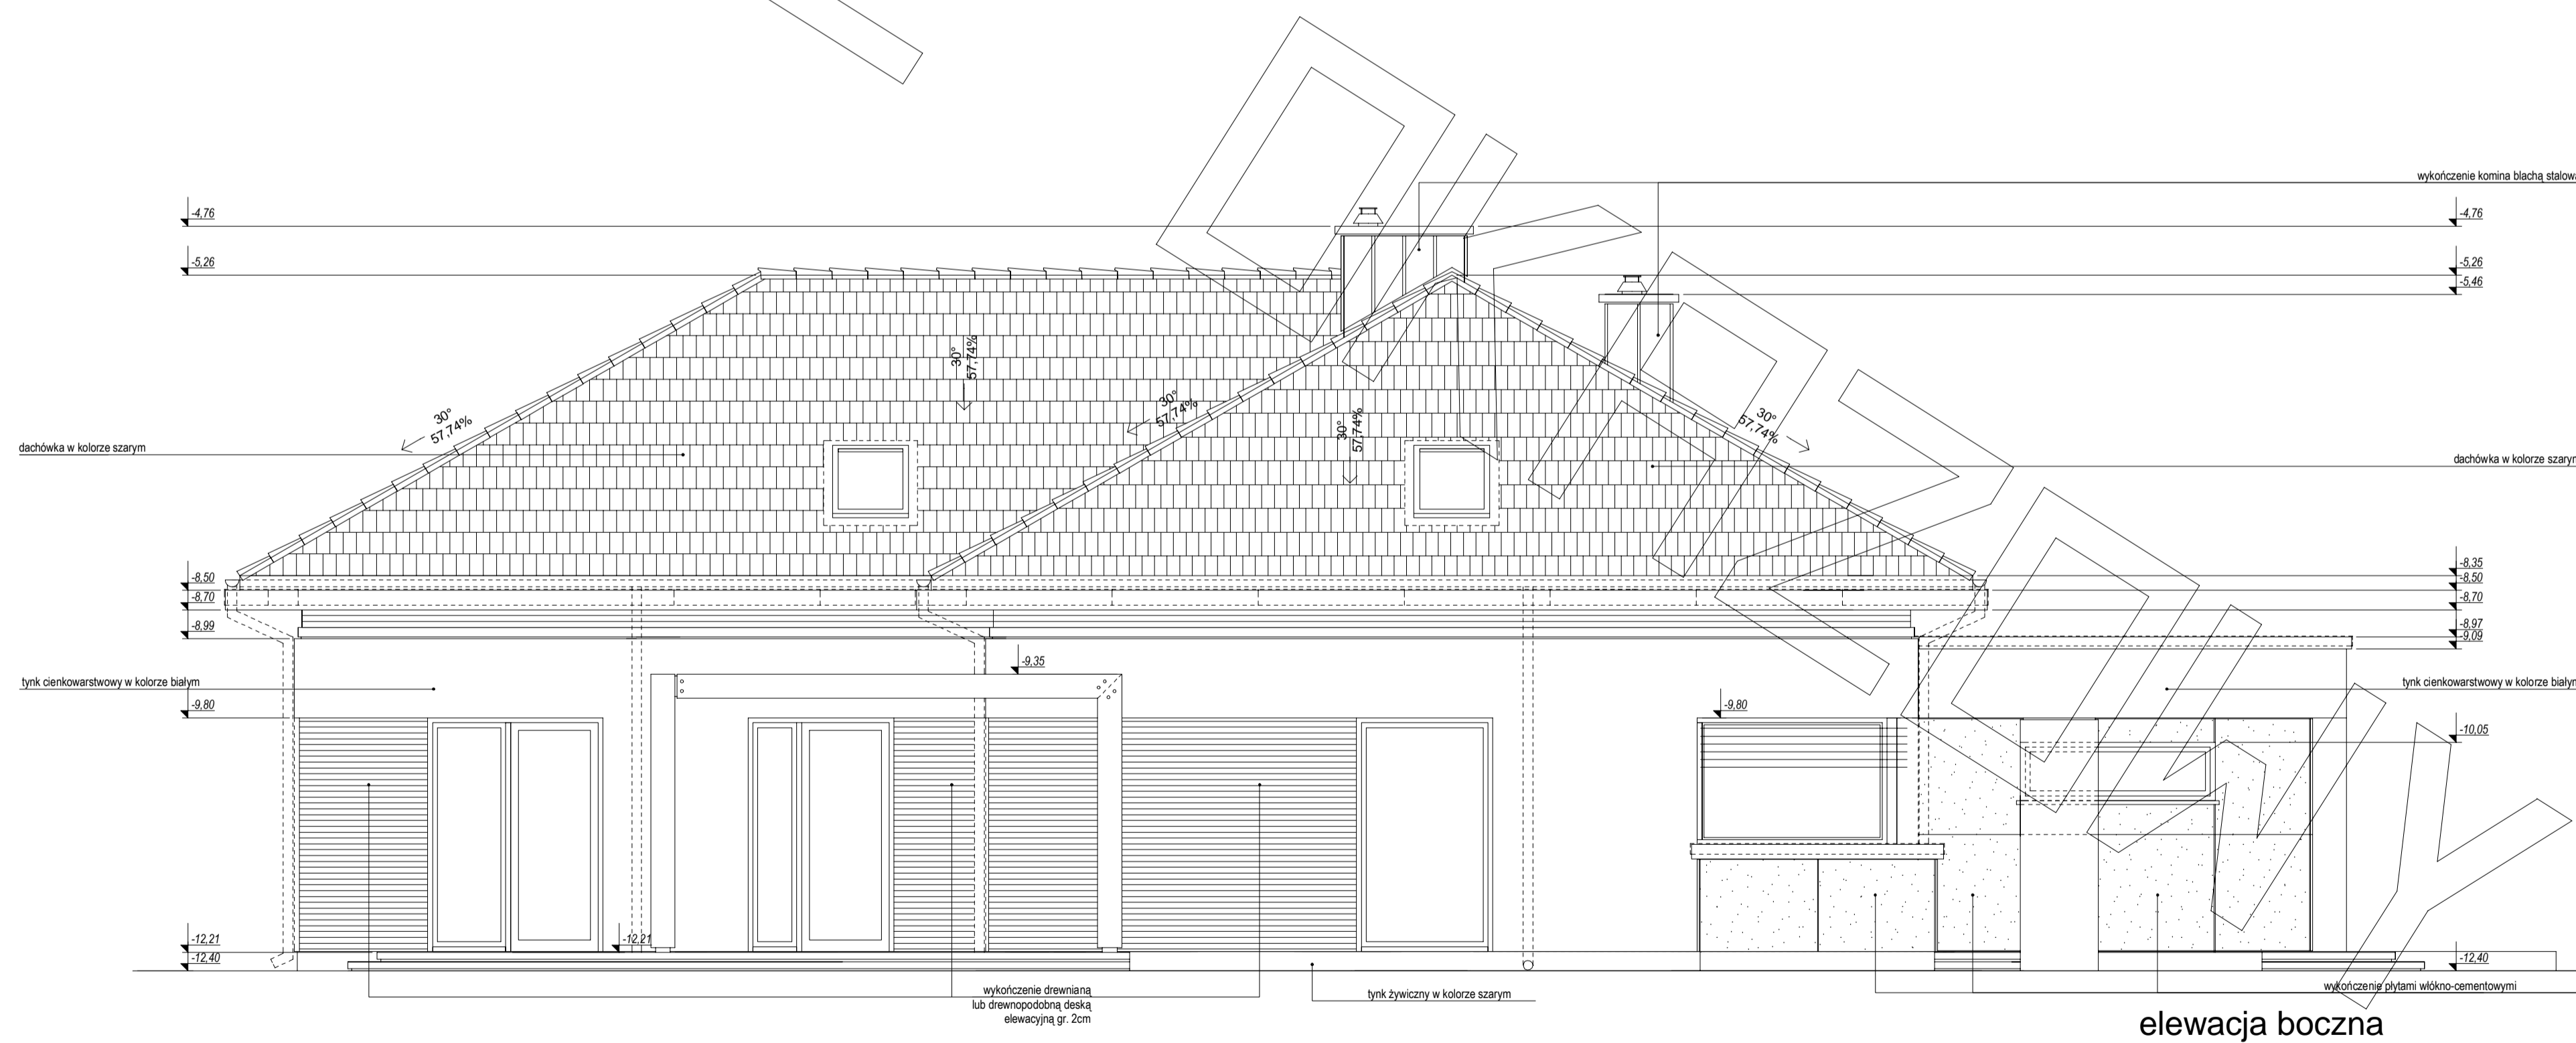 wykończenie komina blachą stalową
-4,76
-4,76
-5,26
-5,26
-5,46
30°
57,74%
30°
57,74%
30°
57,74%
30°
57,74%
30°
57,74%
dachówka w kolorze szarym
dachówka w kolorze szarym
-8,50
-8,70
-8,99
-8,35
-8,50
-8,70
-8,97
-9,09
-9,35
tynk cienkowarstwowy w kolorze białym
tynk cienkowarstwowy w kolorze białym
-9,80
-9,80
-10,05
-12,21
-12,21
-12,40
-12,40
wykończenie drewnianą
lub drewnopodobną deską
elewacyjną gr. 2cm
tynk żywiczny w kolorze szarym
wykończenie płytami włókno-cementowymi
elewacja boczna